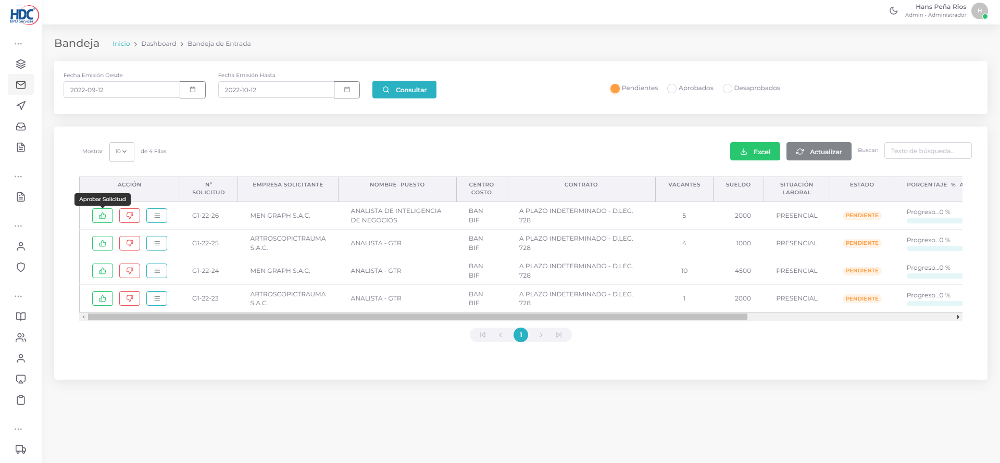 HDC
BPO Services
Hans Peña Rios
Admin - Administrador
H
Bandeja
Inicio > Dashboard > Bandeja de Entrada
Fecha Emisión Desde
Fecha Emisión Hasta
2022-09-12
2022-10-12
Consultar
Pendientes
Aprobados
Desaprobados
Mostrar 10 de 4 Filas
Excel
Actualizar
Buscar:
Texto de búsqueda...
ACCIÓN
N°
SOLICITUD
EMPRESA SOLICITANTE
NOMBRE PUESTO
CENTRO
COSTO
CONTRATO
VACANTES
SUELDO
SITUACIÓN
LABORAL
ESTADO
PORCENTAJE % A
Aprobar Solicitud
G1-22-26
MEN GRAPH S.A.C.
ANALISTA DE INTELIGENCIA
DE NEGOCIOS
BAN
BIF
A PLAZO INDETERMINADO - D.LEG.
728
5
2000
PRESENCIAL
PENDIENTE
Progreso...0 %
G1-22-25
ARTROSCOPICTRAUMA
S.A.C.
ANALISTA - GTR
BAN
BIF
A PLAZO INDETERMINADO - D.LEG.
728
4
1000
PRESENCIAL
PENDIENTE
Progreso...0 %
G1-22-24
MEN GRAPH S.A.C.
ANALISTA - GTR
BAN
BIF
A PLAZO INDETERMINADO - D.LEG.
728
10
4500
PRESENCIAL
PENDIENTE
Progreso...0 %
G1-22-23
ARTROSCOPICTRAUMA
S.A.C.
ANALISTA - GTR
BAN
BIF
A PLAZO INDETERMINADO - D.LEG.
728
1
2000
PRESENCIAL
PENDIENTE
Progreso...0 %
1